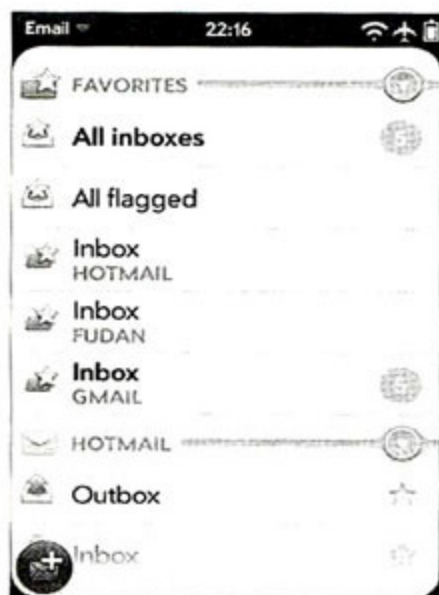 Email 22:16
FAVORITES
All inboxes
All flagged
Inbox
HOTMAIL
Inbox
FUDAN
Inbox
GMAIL
HOTMAIL
Outbox
Inbox